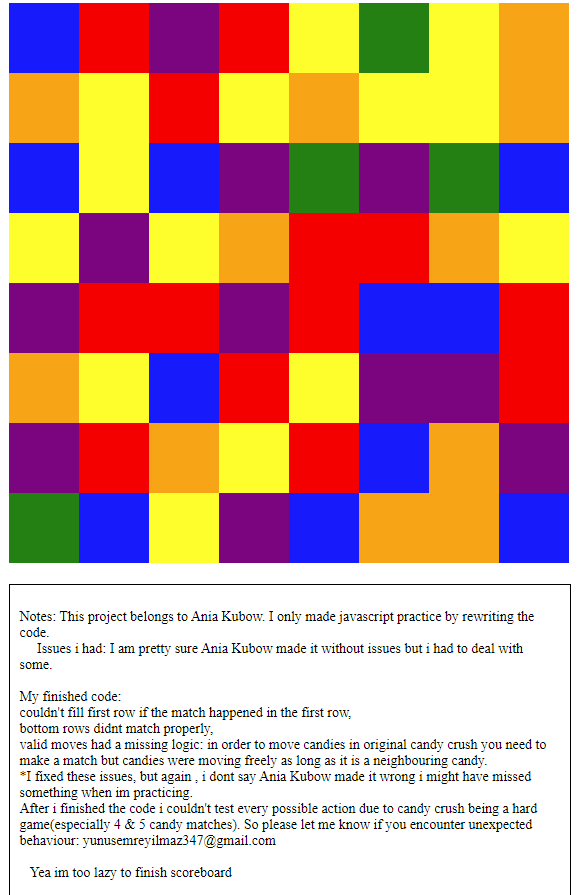 Notes: This project belongs to Ania Kubow. I only made javascript practice by rewriting the
code.
Issues i had: I am pretty sure Ania Kubow made it without issues but i had to deal with
some.
My finished code:
couldn't fill first row if the match happened in the first row,
bottom rows didnt match properly,
valid moves had a missing logic: in order to move candies in original candy crush you need to
make a match but candies were moving freely as long as it is a neighbouring candy.
*I fixed these issues, but again , i dont say Ania Kubow made it wrong i might have missed
something when im practicing.
After i finished the code i couldn't test every possible action due to candy crush being a hard
game(especially 4 & 5 candy matches). So please let me know if you encounter unexpected
behaviour: yunusemreyilmaz347@gmail.com
Yea im too lazy to finish scoreboard